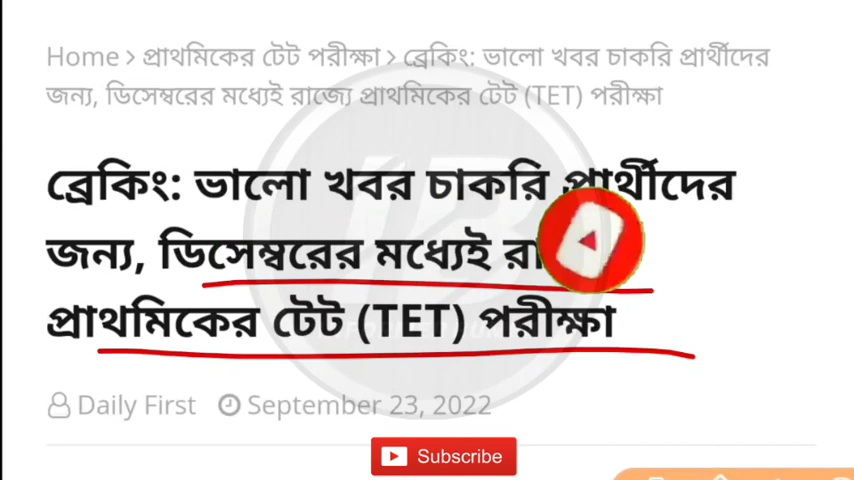 Home > প্রাথমিকের টেট পরীক্ষা > ব্রেকিং: ভালো খবর চাকরি প্রার্থীদের
জন্য, ডিসেম্বরের মধ্যেই রাজ্যে প্রাথমিকের টেট (TET) পরীক্ষা
ব্রেকিং: ভালো খবর চাকরি প্রার্থীদের
জন্য, ডিসেম্বরের মধ্যেই
প্রাথমিকের টেট (TET) পরীক্ষা
Daily First September 23, 2022
Subscribe